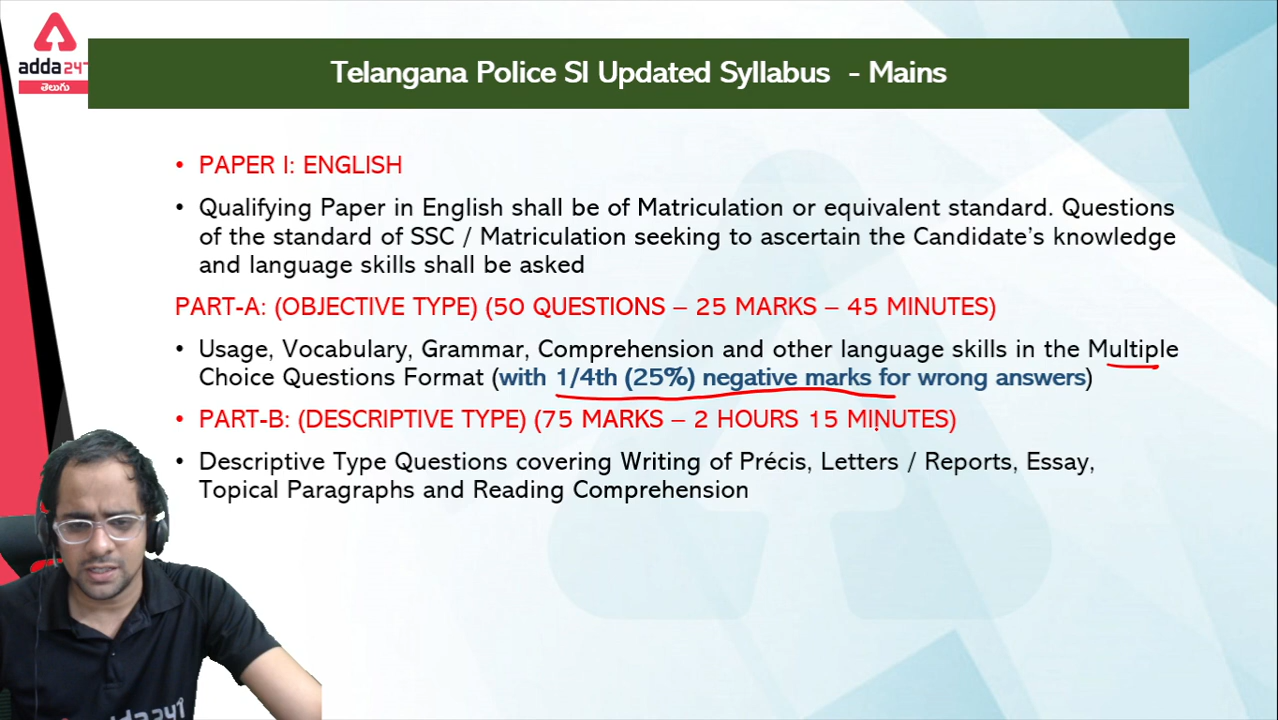 adda247
తెలుగు
Telangana Police SI Updated Syllabus - Mains
• PAPER I: ENGLISH
• Qualifying Paper in English shall be of Matriculation or equivalent standard. Questions
of the standard of SSC / Matriculation seeking to ascertain the Candidate's knowledge
and language skills shall be asked
PART-A: (OBJECTIVE TYPE) (50 QUESTIONS – 25 MARKS – 45 MINUTES)
• Usage, Vocabulary, Grammar, Comprehension and other language skills in the Multiple
Choice Questions Format (with 1/4th (25%) negative marks for wrong answers)
• PART-B: (DESCRIPTIVE TYPE) (75 MARKS – 2 HOURS 15 MINUTES)
• Descriptive Type Questions covering Writing of Précis, Letters / Reports, Essay,
Topical Paragraphs and Reading Comprehension
adda247